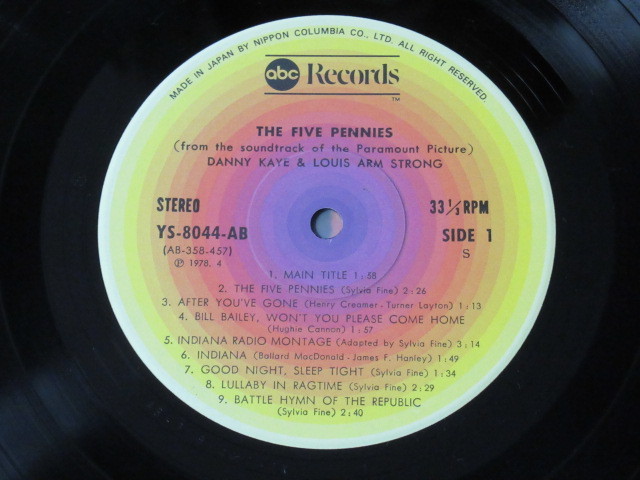 MADE IN JAPAN BY NIPPON COLUMBIA CO., LTD. ALL RIGHT RESERVED.
abc Records
TM
THE FIVE PENNIES
(from the soundtrack of the Paramount Picture)
DANNY KAYE & LOUIS ARM STRONG
STEREO
33 1/3 RPM
YS-8044-AB
SIDE 1
(AB-358-457)
S
Ⓟ 1978. 4
1. MAIN TITLE 1:58
2. THE FIVE PENNIES (Sylvia Fine) 2:26
3. AFTER YOU'VE GONE (Henry Creamer-Turner Layton) 1:13
4. BILL BAILEY, WON'T YOU PLEASE COME HOME
(Hughie Cannon) 1:57
5. INDIANA RADIO MONTAGE (Adapted by Sylvia Fine) 3:14
6. INDIANA (Ballard MacDonald-James F. Hanley) 1:49
7. GOOD NIGHT, SLEEP TIGHT (Sylvia Fine) 1:34
8. LULLABY IN RAGTIME (Sylvia Fine) 2:29
9. BATTLE HYMN OF THE REPUBLIC
(Sylvia Fine) 2:40